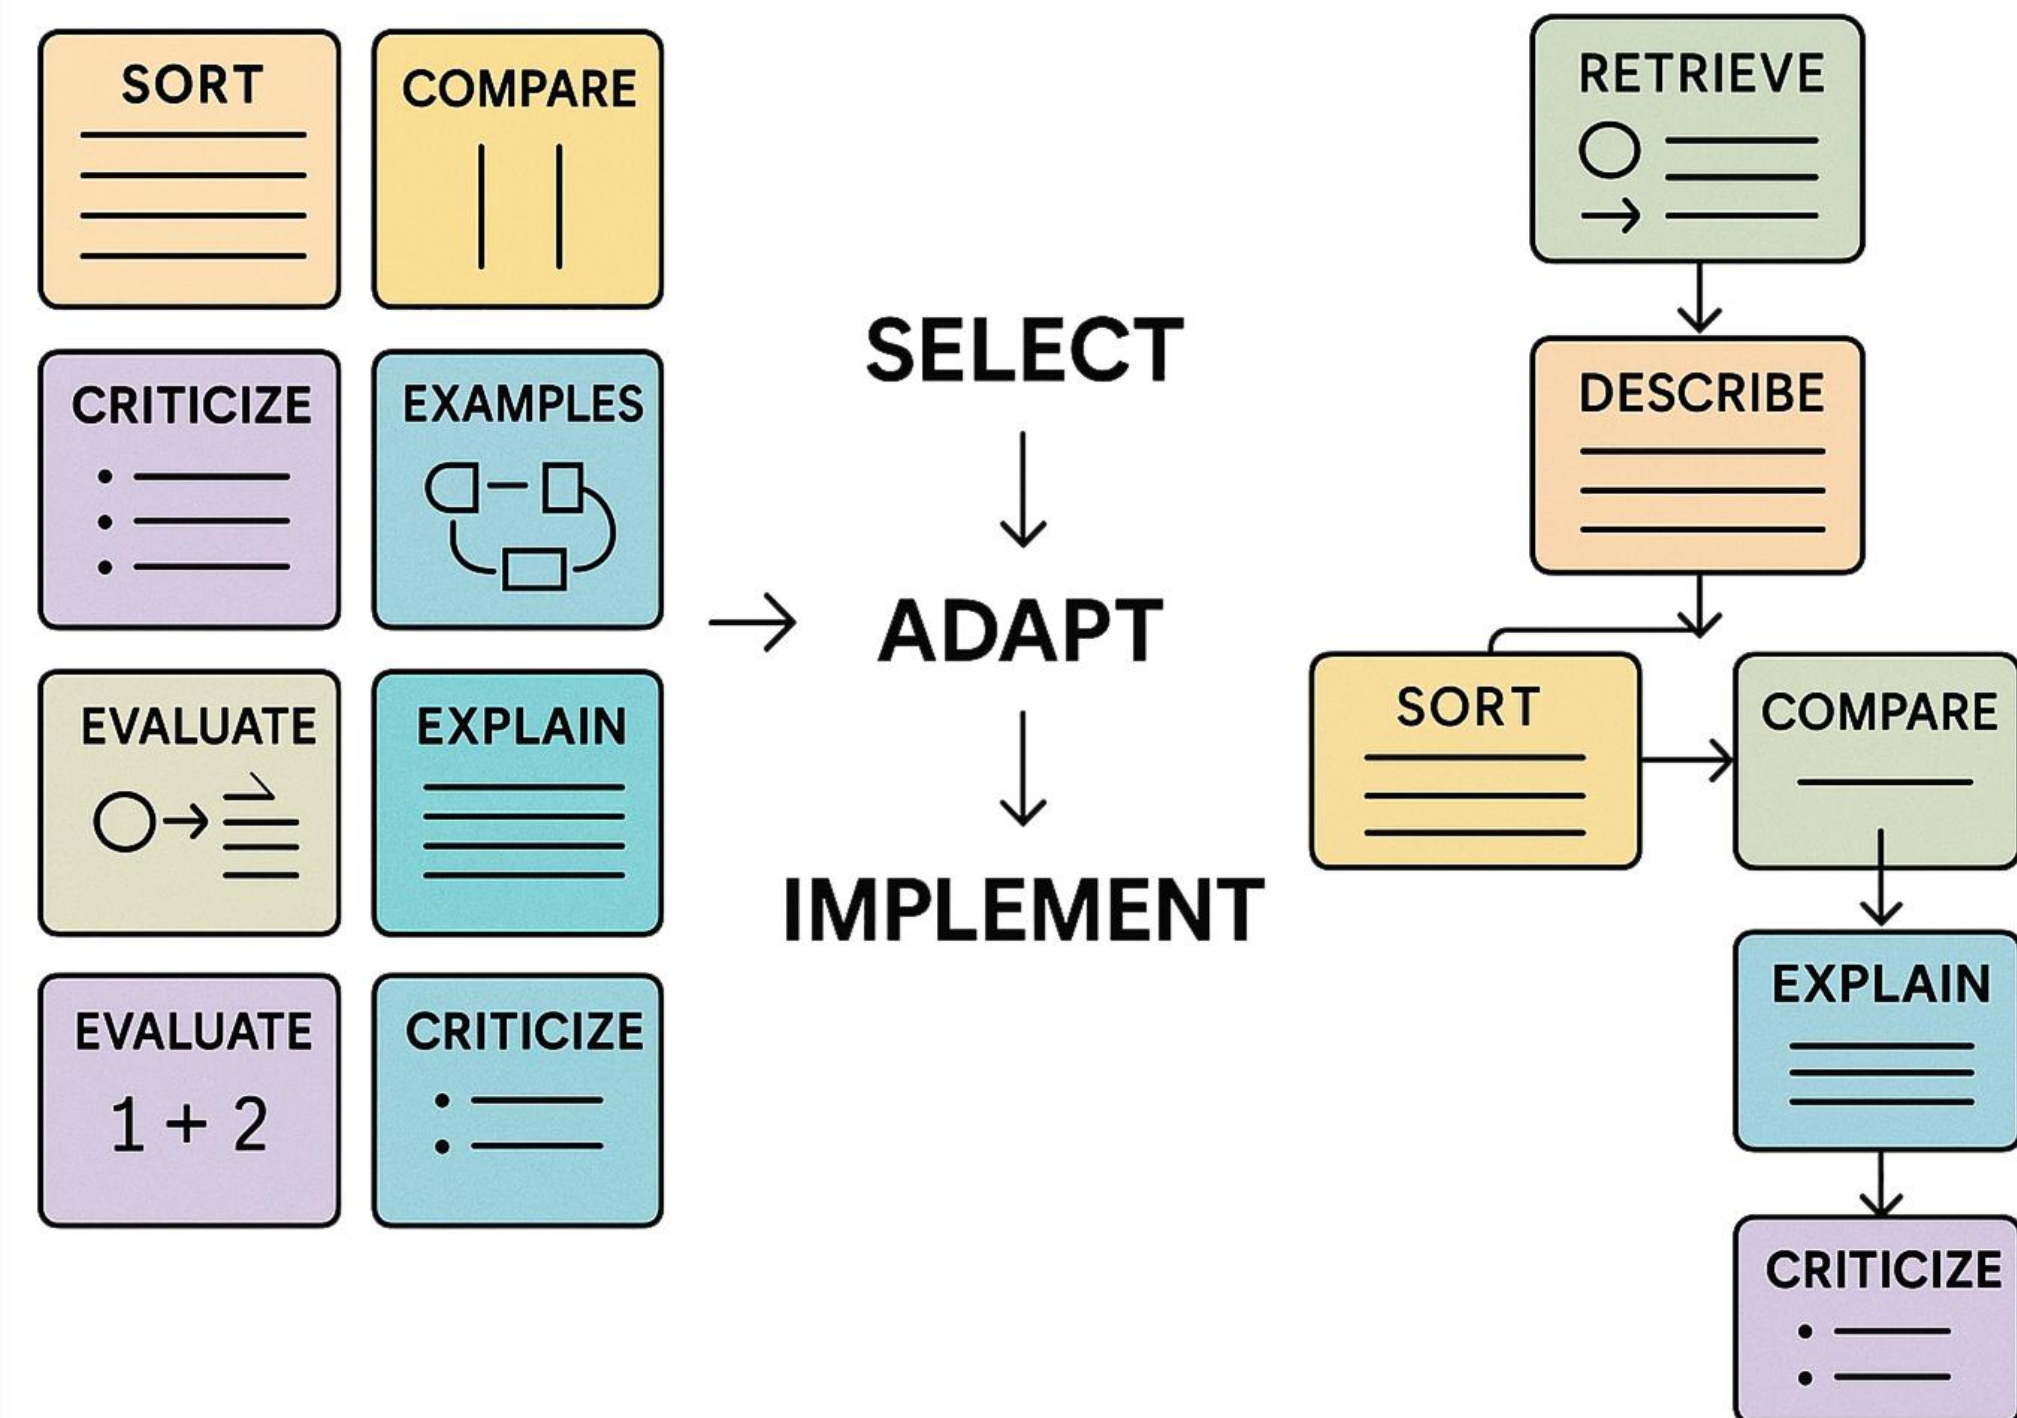 SORT
COMPARE
CRITICIZE
EXAMPLES
EVALUATE
EXPLAIN
EVALUATE
1 + 2
CRITICIZE
SELECT
ADAPT
IMPLEMENT
RETRIEVE
DESCRIBE
SORT
COMPARE
EXPLAIN
CRITICIZE